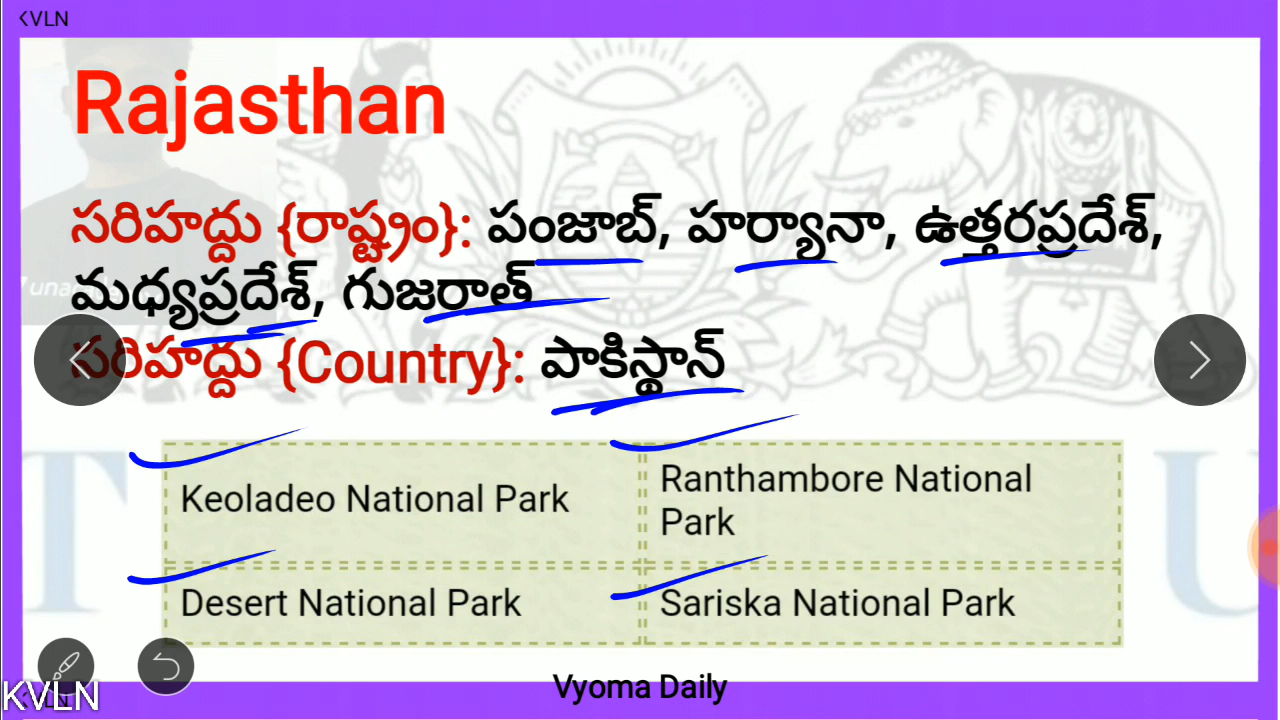 KVLN
Rajasthan
సరిహద్దు {రాష్ట్రం}: పంజాబ్, హర్యానా, ఉత్తరప్రదేశ్,
మధ్యప్రదేశ్, గుజరాత్
సరిహద్దు {Country}: పాకిస్థాన్
Keoladeo National Park
Ranthambore National
Park
Desert National Park
Sariska National Park
Vyoma Daily
KVLN